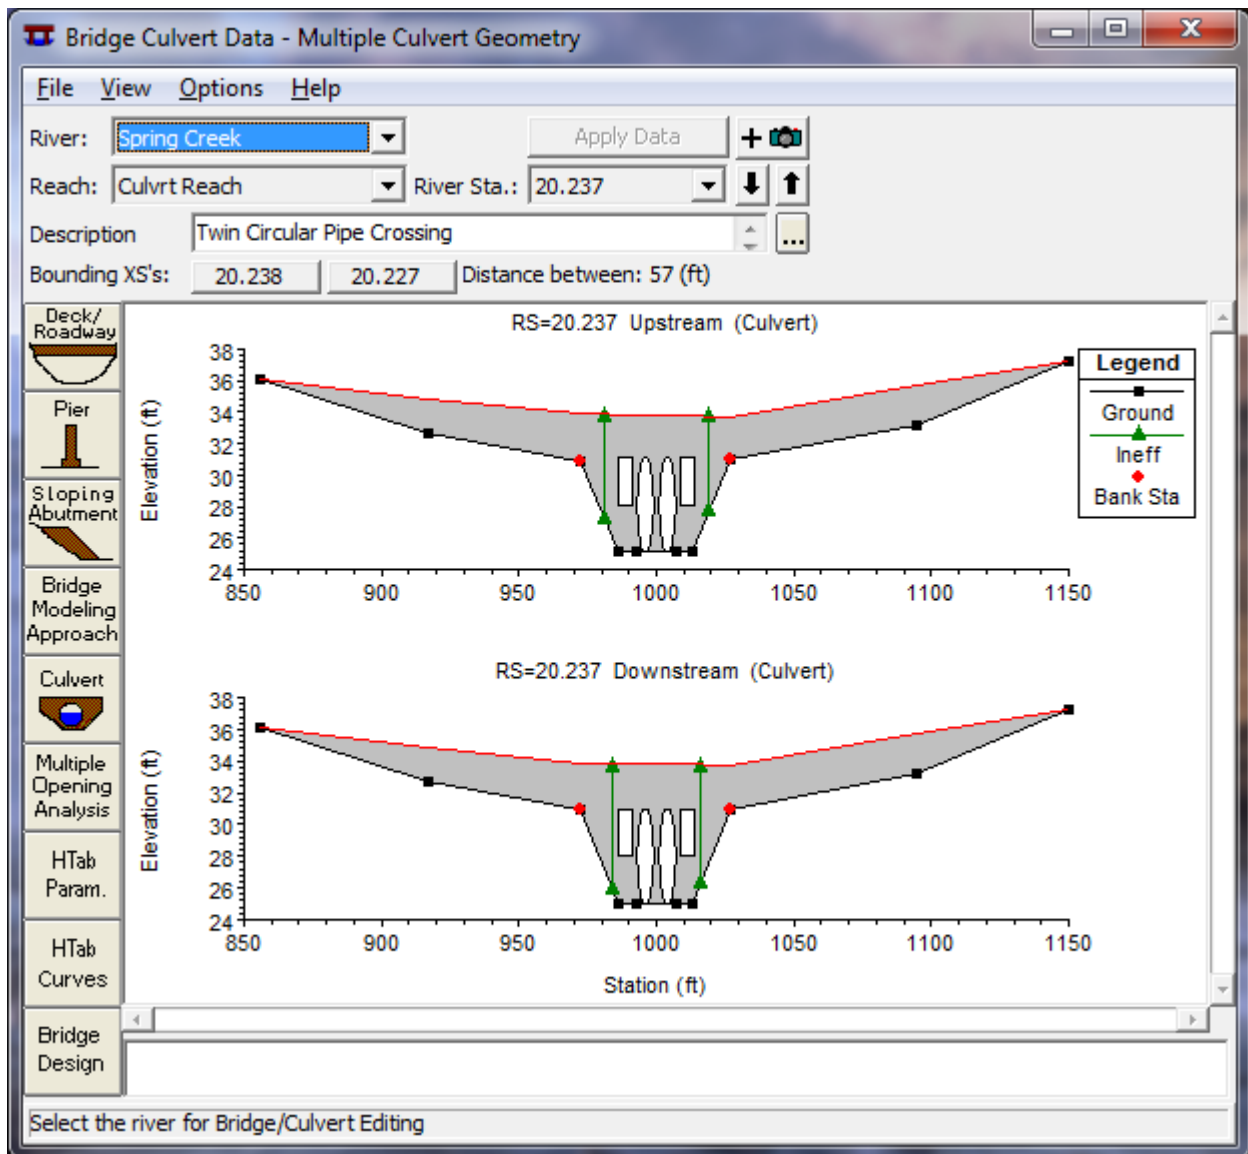 Bridge Culvert Data - Multiple Culvert Geometry
File View Options Help
River: Spring Creek Apply Data +
Reach: Culvrt Reach River Sta.: 20.237
Description Twin Circular Pipe Crossing ...
Bounding XS's: 20.238 20.227 Distance between: 57 (ft)
Deck/
Roadway
Pier
Sloping
Abutment
Bridge
Modeling
Approach
Culvert
Multiple
Opening
Analysis
HTab
Param.
HTab
Curves
Bridge
Design
RS=20.237 Upstream (Culvert)
38
36
34
32
30
28
26
24
Elevation (ft)
850 900 950 1000 1050 1100 1150
Legend
Ground
Ineff
Bank Sta
RS=20.237 Downstream (Culvert)
38
36
34
32
30
28
26
24
Elevation (ft)
850 900 950 1000 1050 1100 1150
Station (ft)
Select the river for Bridge/Culvert Editing